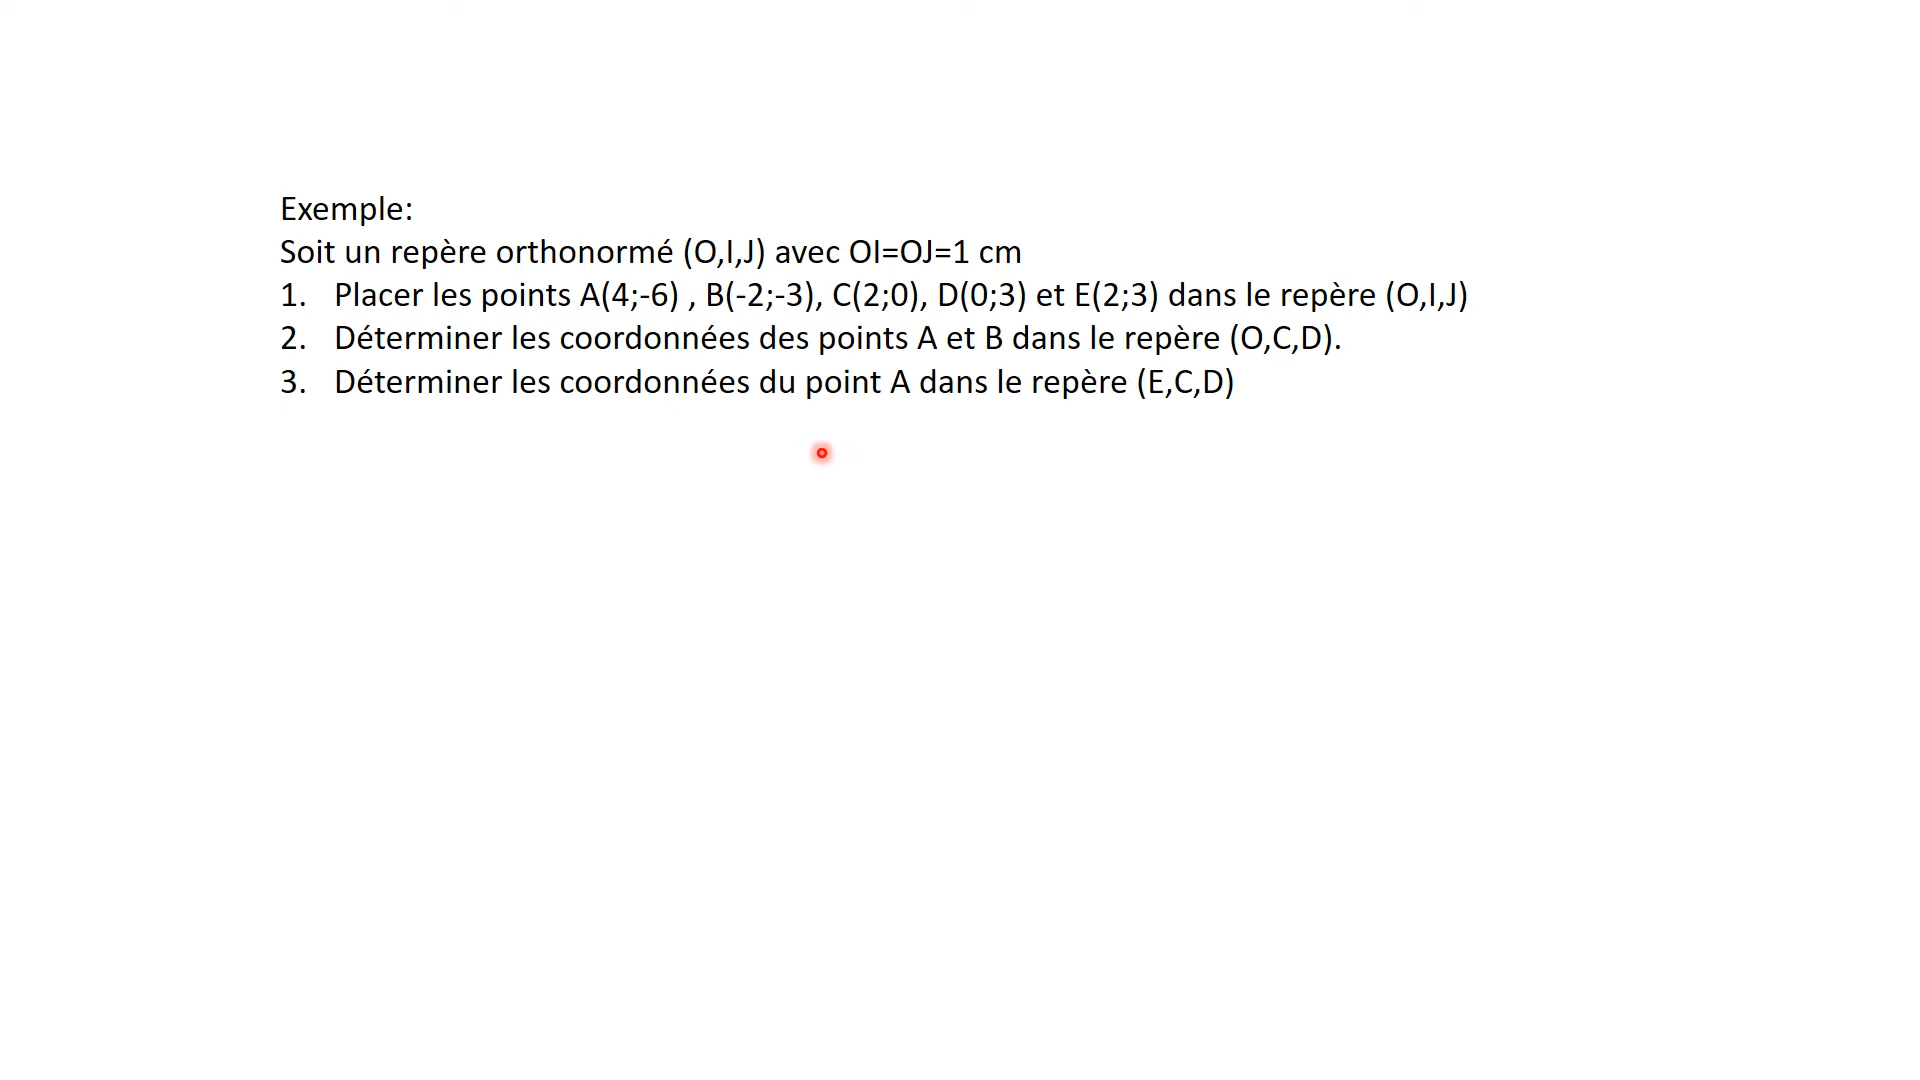 Exemple:
Soit un repère orthonormé (O,I,J) avec OI=OJ=1 cm
1. Placer les points A(4;-6) , B(-2;-3), C(2;0), D(0;3) et E(2;3) dans le repère (O,I,J)
2. Déterminer les coordonnées des points A et B dans le repère (O,C,D).
3. Déterminer les coordonnées du point A dans le repère (E,C,D)